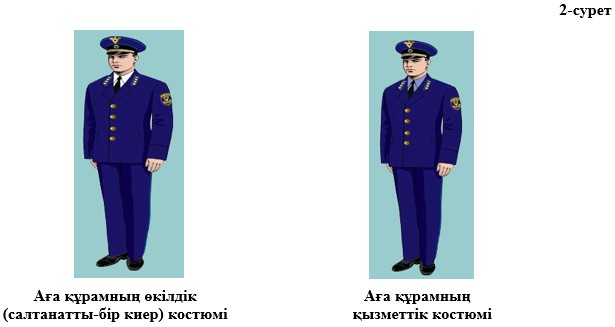 2-сурет
Аға құрамның өкілдік
(салтанатты-бір киер) костюмі
Аға құрамның
қызметтік костюмі